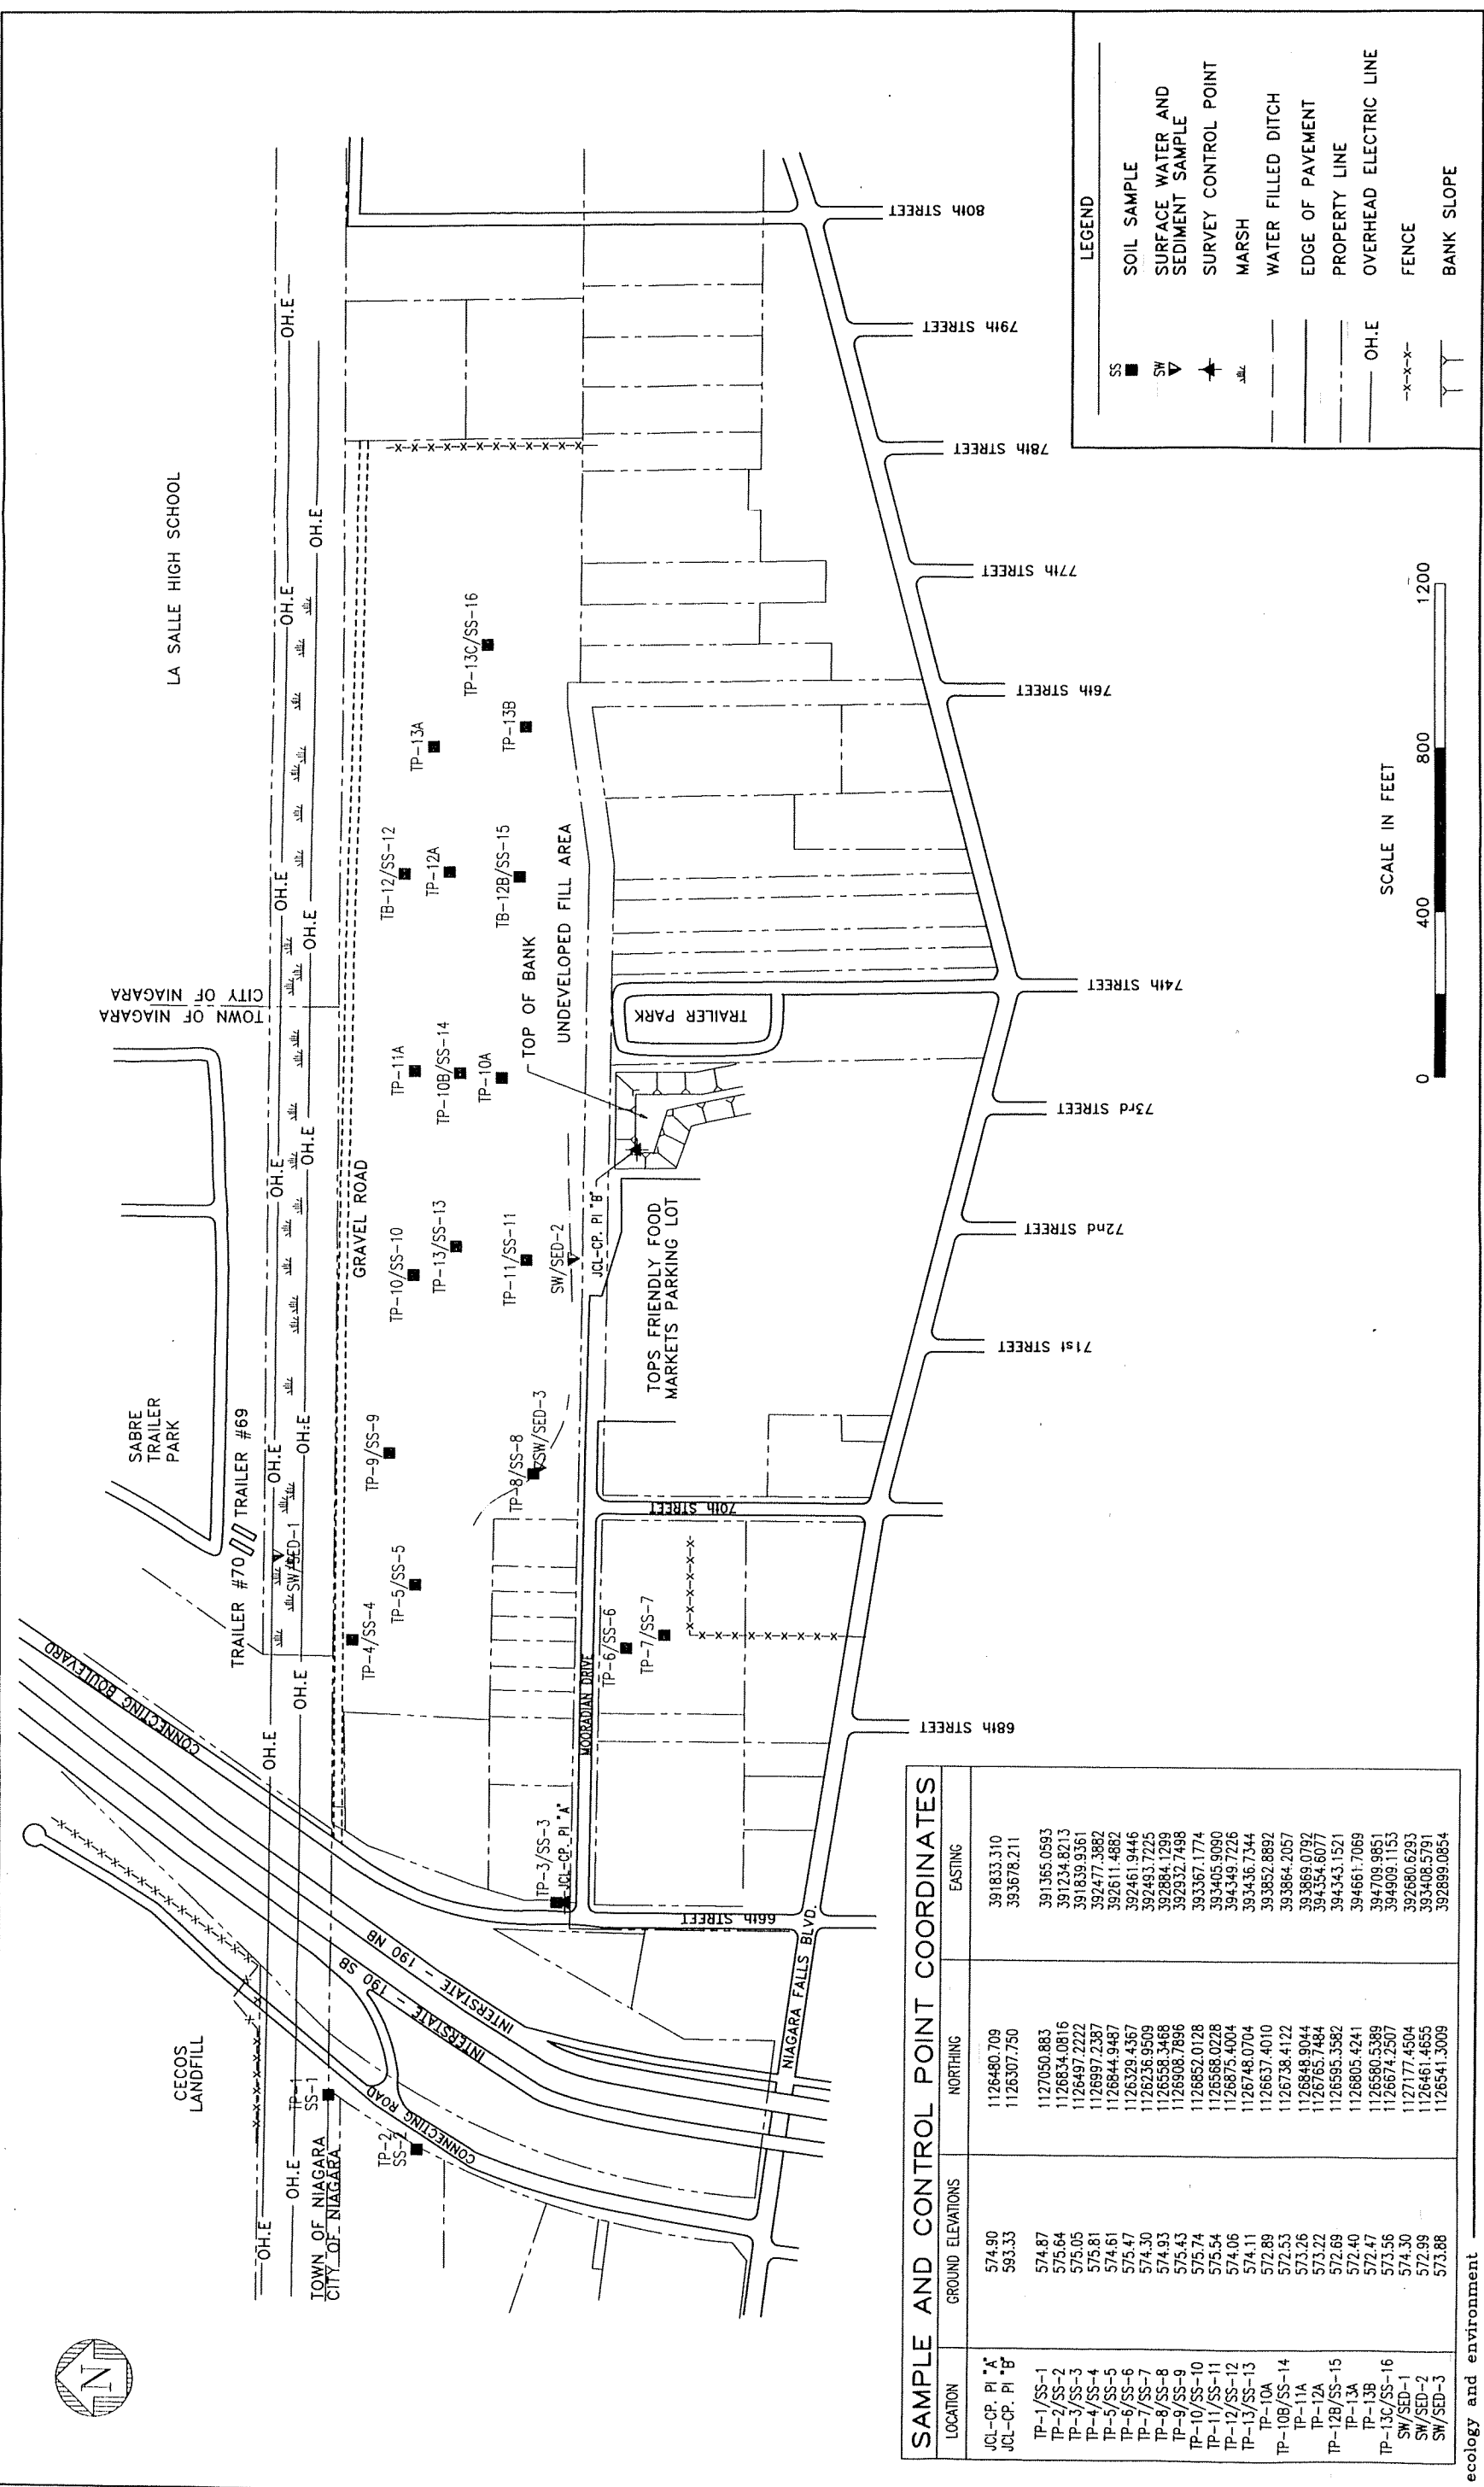 LA SALLE HIGH SCHOOL
SABRE
TRAILER
PARK
TRAILER #70
TRAILER #69
CECOS
LANDFILL
CONNECTING BOULEVARD
INTERSTATE - 190 NB
INTERSTATE - 190 SB
CONNECTING ROAD
TOWN OF NIAGARA
CITY OF NIAGARA
TOWN OF NIAGARA
CITY OF NIAGARA
OH.E
OH.E
OH.E
OH.E
OH.E
OH.E
OH.E
OH.E
OH.E
OH.E
OH.E
OH.E
OH.E
OH.E
GRAVEL ROAD
TP-1
SS-1
TP-2
SS-2
TP-3/SS-3
JCL-CP. PI "A"
TP-4/SS-4
TP-5/SS-5
TP-6/SS-6
TP-7/SS-7
TP-8/SS-8
SW/SED-3
TP-9/SS-9
SW/SED-1
TP-10/SS-10
TP-13/SS-13
TP-11/SS-11
SW/SED-2
JCL-CP. PI "B"
TP-11A
TP-10B/SS-14
TP-10A
TOP OF BANK
UNDEVELOPED FILL AREA
TB-12/SS-12
TP-12A
TB-12B/SS-15
TP-13A
TP-13B
TP-13C/SS-16
TOPS FRIENDLY FOOD
MARKETS PARKING LOT
TRAILER PARK
MOORADIAN DRIVE
NIAGARA FALLS BLVD.
66th STREET
68th STREET
70th STREET
71st STREET
72nd STREET
73rd STREET
74th STREET
76th STREET
77th STREET
78th STREET
79th STREET
80th STREET
N
LEGEND
SS SOIL SAMPLE
SW SURFACE WATER AND
SEDIMENT SAMPLE
SURVEY CONTROL POINT
MARSH
WATER FILLED DITCH
EDGE OF PAVEMENT
PROPERTY LINE
OH.E OVERHEAD ELECTRIC LINE
-x-x-x- FENCE
BANK SLOPE
SCALE IN FEET
0 400 800 1200
SAMPLE AND CONTROL POINT COORDINATES
LOCATION GROUND ELEVATIONS NORTHING EASTING
JCL-CP. PI "A" 574.90 1126480.709 391833.310
JCL-CP. PI "B" 593.33 1126307.750 393678.211
TP-1/SS-1 574.87 1127050.883 391365.0593
TP-2/SS-2 575.64 1126834.0816 391234.8213
TP-3/SS-3 575.05 1126497.2222 391839.9361
TP-4/SS-4 575.81 1126997.2387 392477.3882
TP-5/SS-5 574.61 1126844.9487 392611.4882
TP-6/SS-6 575.47 1126329.4367 392461.9446
TP-7/SS-7 574.30 1126236.9509 392493.7225
TP-8/SS-8 574.93 1126558.3468 392884.1299
TP-9/SS-9 575.43 1126908.7896 392932.7498
TP-10/SS-10 575.74 1126852.0128 393367.1774
TP-11/SS-11 575.54 1126568.0228 393405.9090
TP-12/SS-12 574.06 1126875.4004 394349.7226
TP-13/SS-13 574.11 1126748.0704 393436.7344
TP-10A 572.89 1126637.4010 393852.8892
TP-10B/SS-14 572.53 1126738.4122 393864.2057
TP-11A 573.26 1126848.9044 393869.0792
TP-12A 573.22 1126765.7484 394354.6077
TP-12B/SS-15 572.69 1126595.3582 394343.1521
TP-13A 572.40 1126805.4241 394661.7069
TP-13B 572.47 1126580.5389 394709.9851
TP-13C/SS-16 573.56 1126674.2507 394909.1153
SW/SED-1 574.30 1127177.4504 392680.6293
SW/SED-2 572.99 1126461.4655 393408.5791
SW/SED-3 573.88 1126541.3009 392899.0854
ecology and environment